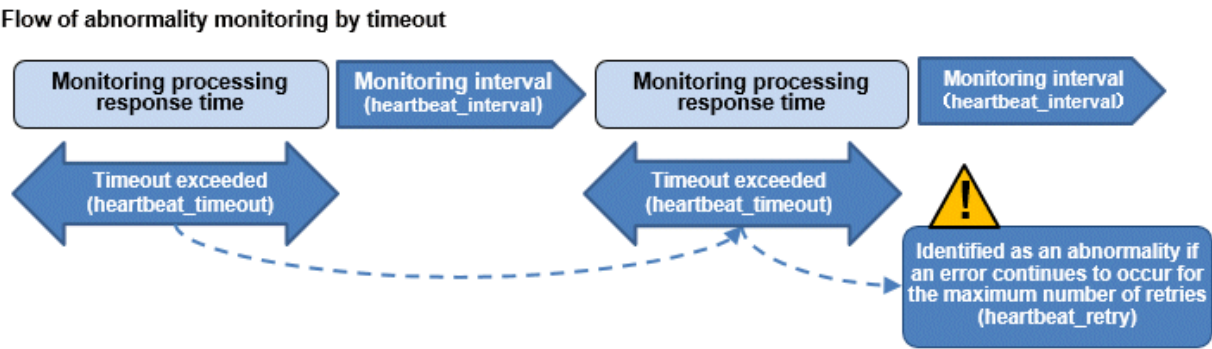 Flow of abnormality monitoring by timeout
Monitoring processing
response time
Monitoring interval
(heartbeat_interval)
Monitoring processing
response time
Monitoring interval
(heartbeat_interval)
Timeout exceeded
(heartbeat_timeout)
Timeout exceeded
(heartbeat_timeout)
!
Identified as an abnormality if
an error continues to occur for
the maximum number of retries
(heartbeat_retry)